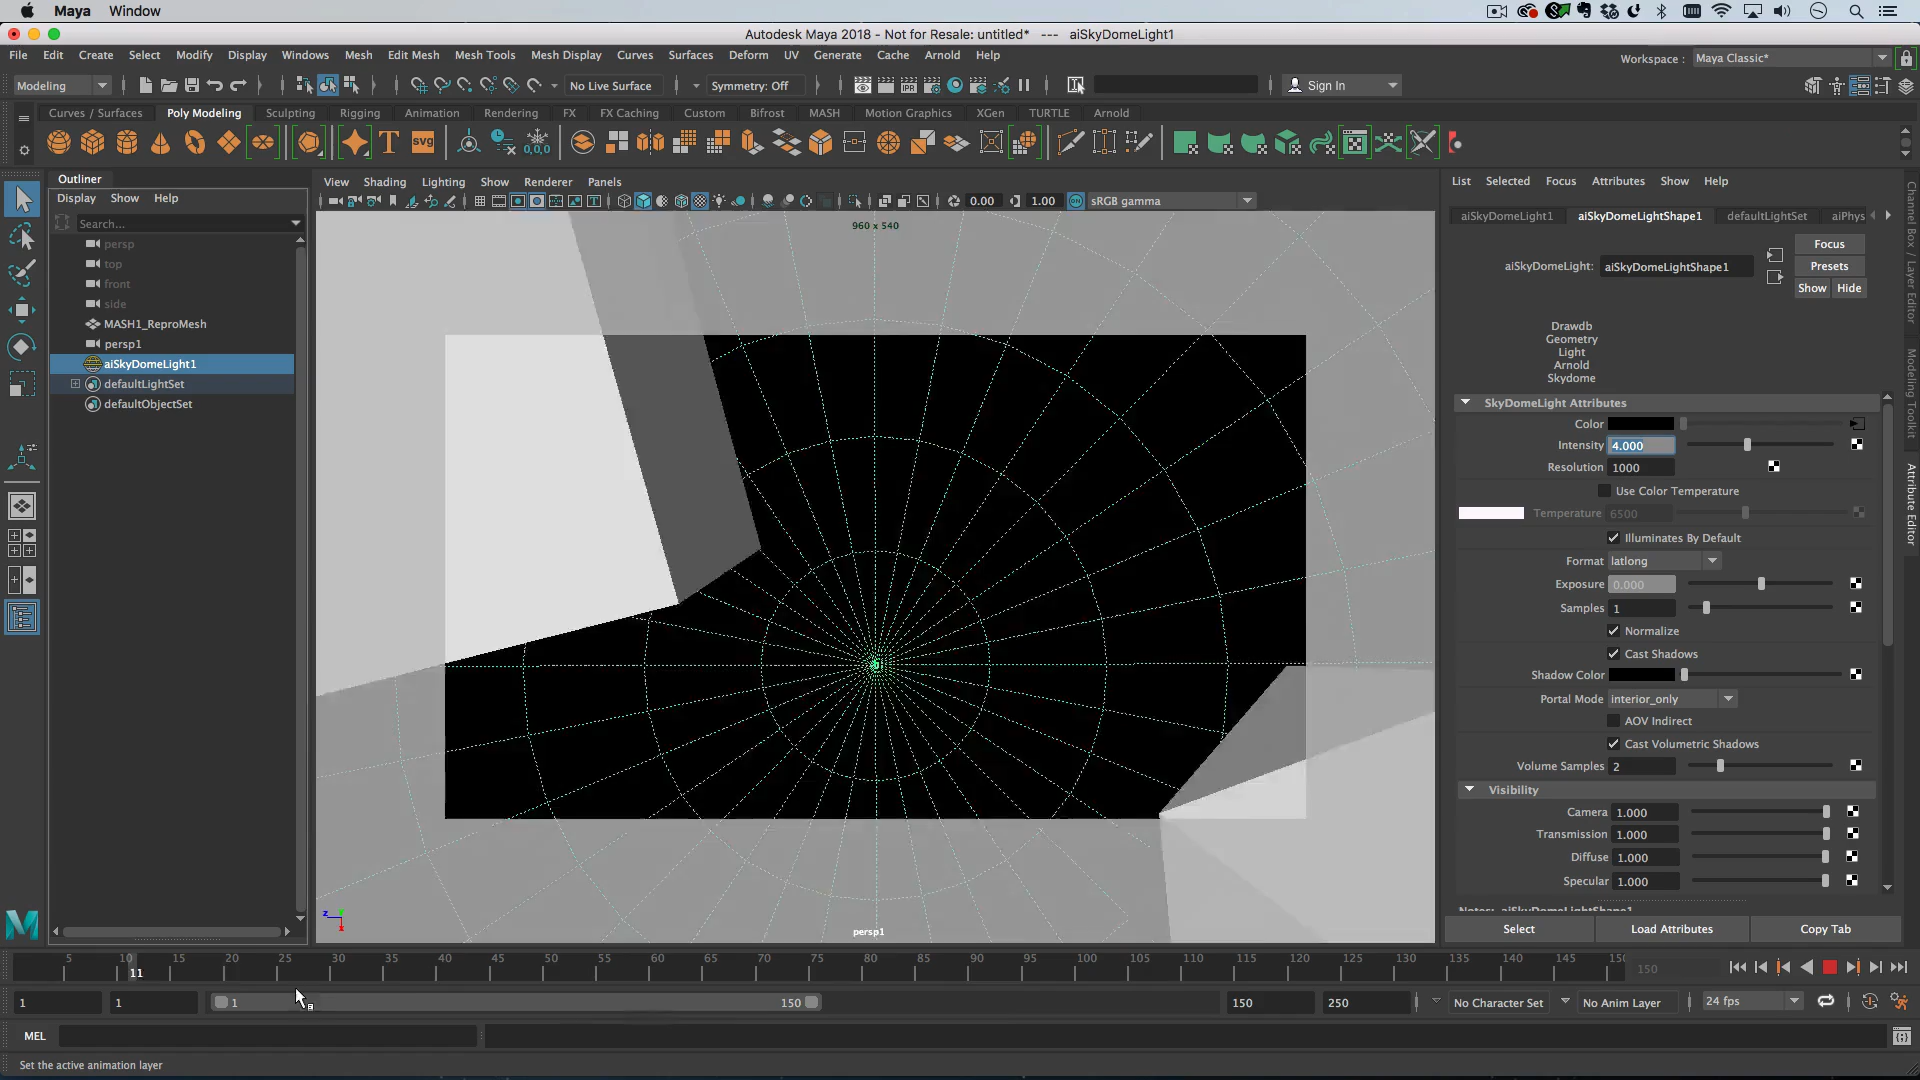 Maya Window
Autodesk Maya 2018 - Not for Resale: untitled* --- aiSkyDomeLight1
File Edit Create Select Modify Display Windows Mesh Edit Mesh Mesh Tools Mesh Display Curves Surfaces Deform UV Generate Cache Arnold Help
Workspace : Maya Classic*
Modeling No Live Surface Symmetry: Off Sign In
Curves / Surfaces Poly Modeling Sculpting Rigging Animation Rendering FX FX Caching Custom Bifrost MASH Motion Graphics XGen TURTLE Arnold
Outliner
Display Show Help
Search...
persp
top
front
side
MASH1_ReproMesh
persp1
aiSkyDomeLight1
defaultLightSet
defaultObjectSet
View Shading Lighting Show Renderer Panels
0.00 1.00 sRGB gamma
960 x 540
persp1
List Selected Focus Attributes Show Help
aiSkyDomeLight1 aiSkyDomeLightShape1 defaultLightSet aiPhys
aiSkyDomeLight: aiSkyDomeLightShape1
Focus
Presets
Show Hide
Drawdb
Geometry
Light
Arnold
Skydome
SkyDomeLight Attributes
Color
Intensity 4.000
Resolution 1000
Use Color Temperature
Temperature 6500
Illuminates By Default
Format latlong
Exposure 0.000
Samples 1
Normalize
Cast Shadows
Shadow Color
Portal Mode interior_only
AOV Indirect
Cast Volumetric Shadows
Volume Samples 2
Visibility
Camera 1.000
Transmission 1.000
Diffuse 1.000
Specular 1.000
Notes: aiSkyDomeLightShape1
Select Load Attributes Copy Tab
Channel Box / Layer Editor
Modeling Toolkit
Attribute Editor
5 10 15 20 25 30 35 40 45 50 55 60 65 70 75 80 85 90 95 100 105 110 115 120 125 130 135 140 145 150
11
1 1 1 150 150 250 No Character Set No Anim Layer 24 fps
MEL
Set the active animation layer